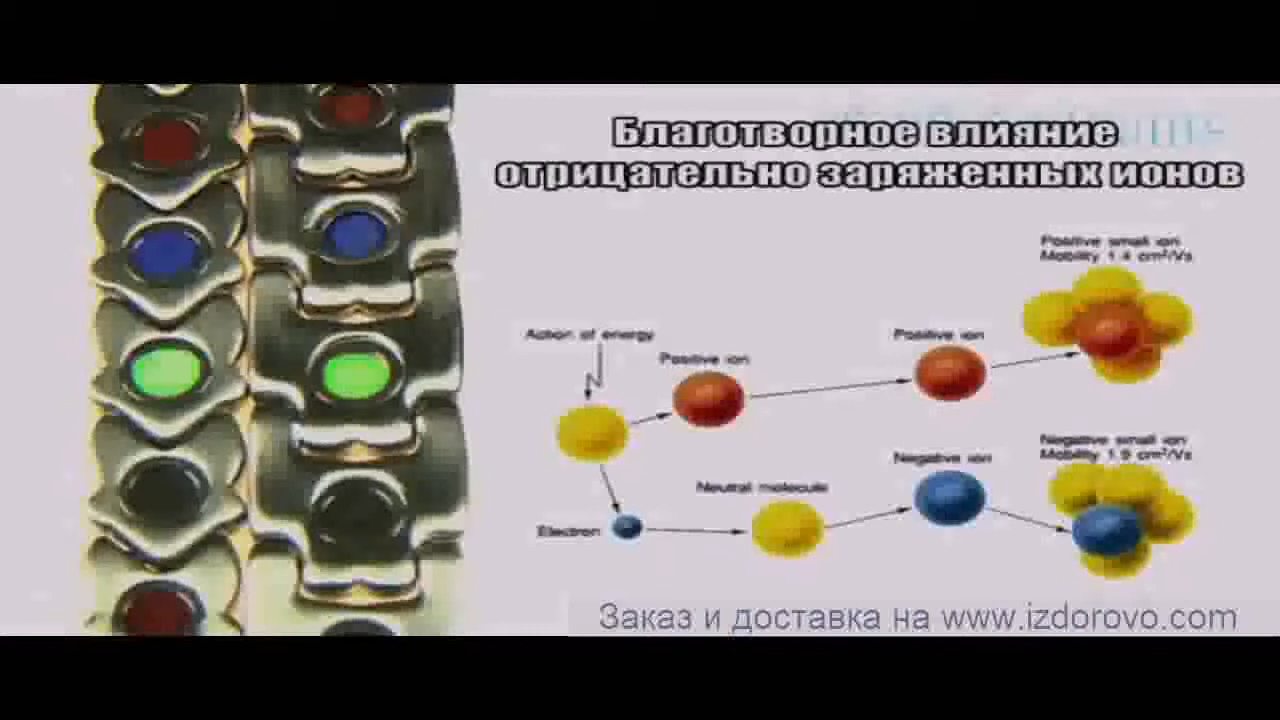 Благотворное влияние
отрицательно заряженных ионов
Positive small ion
Mobility 1.4 cm²/Vs
Action of energy
Positive ion
Positive ion
Negative small ion
Mobility 1.9 cm²/Vs
Negative ion
Neutral molecule
Electron
Заказ и доставка на www.izdorovo.com